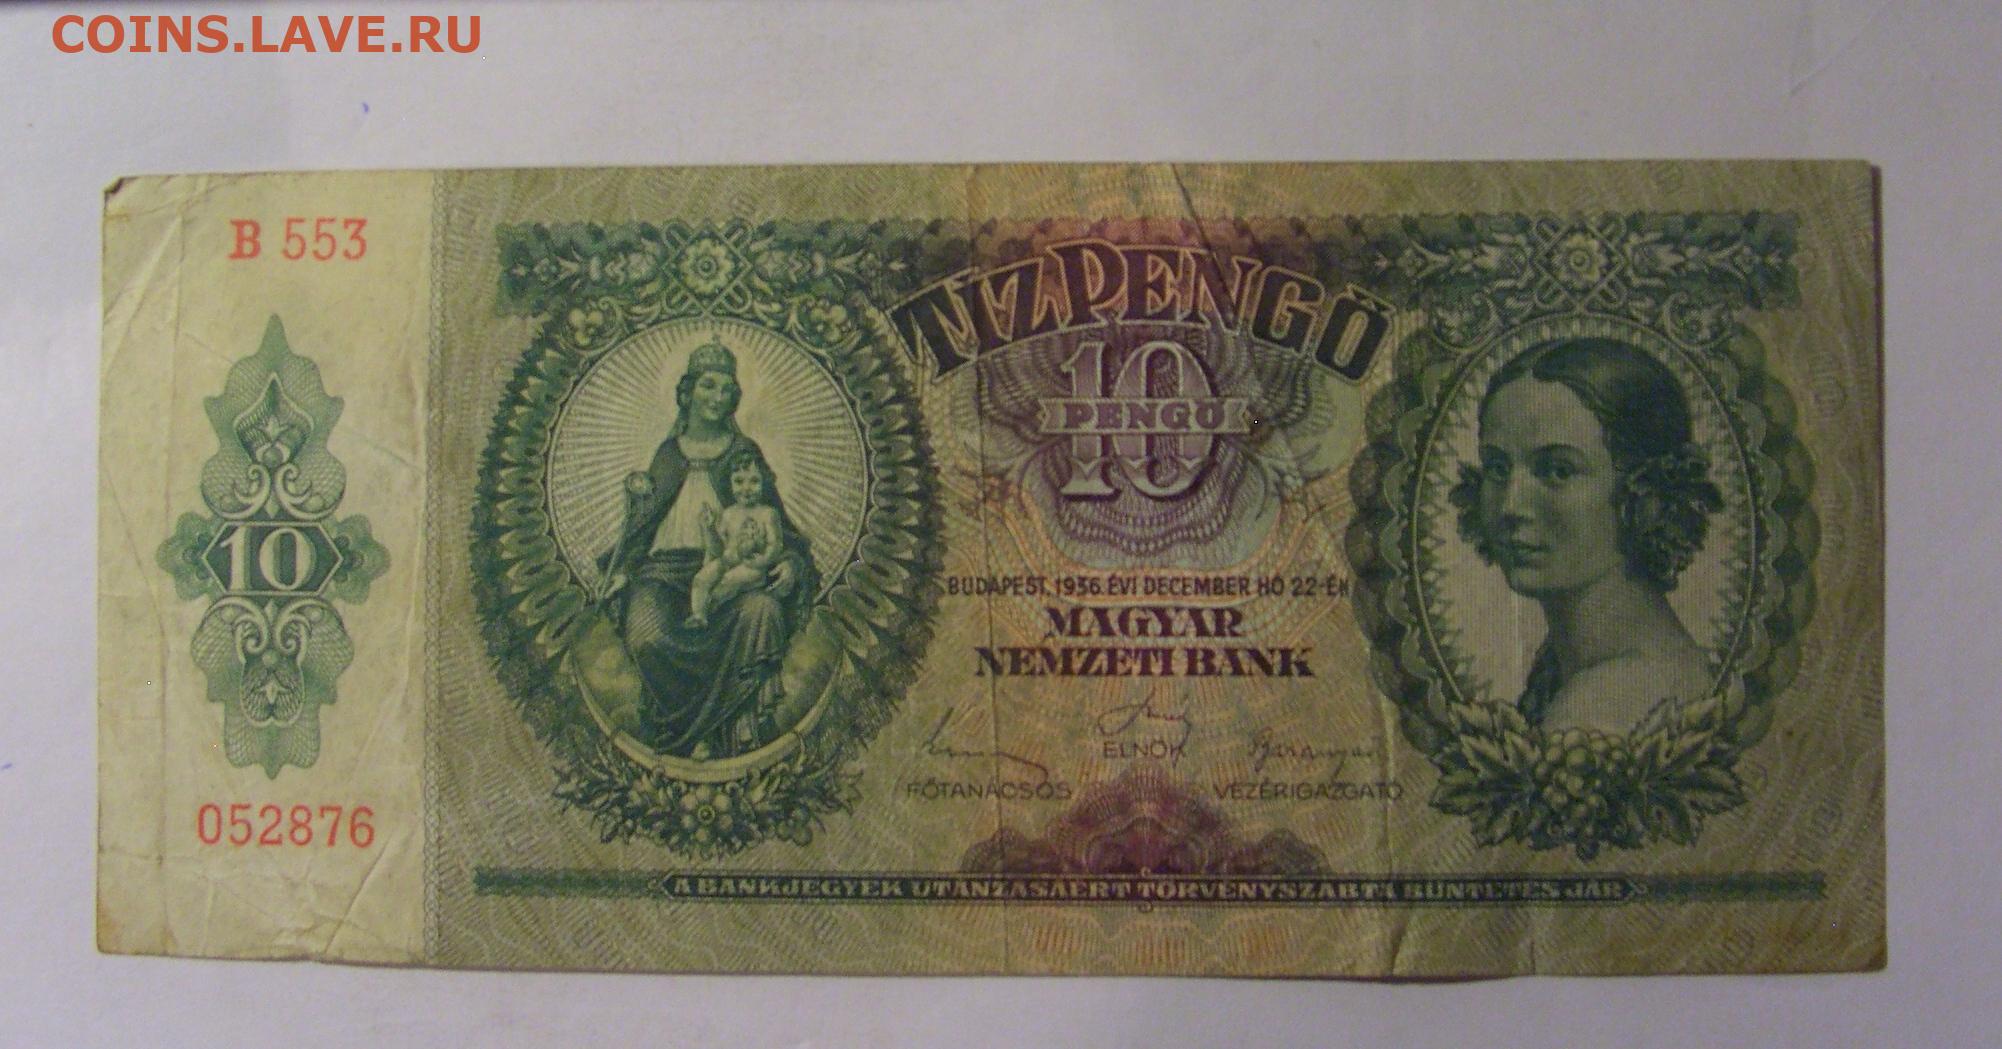 COINS.LAVE.RU
B 553
TIZ PENGŐ
10
PENGŐ
10
BUDAPEST, 1936. ÉVI DECEMBER HÓ 22-ÉN
MAGYAR
NEMZETI BANK
ELNÖK
FŐTANÁCSOS VEZÉRIGAZGATÓ
052876
A BANKJEGYEK UTÁNZÁSÁÉRT TÖRVÉNYSZABTA BÜNTETÉS JÁR